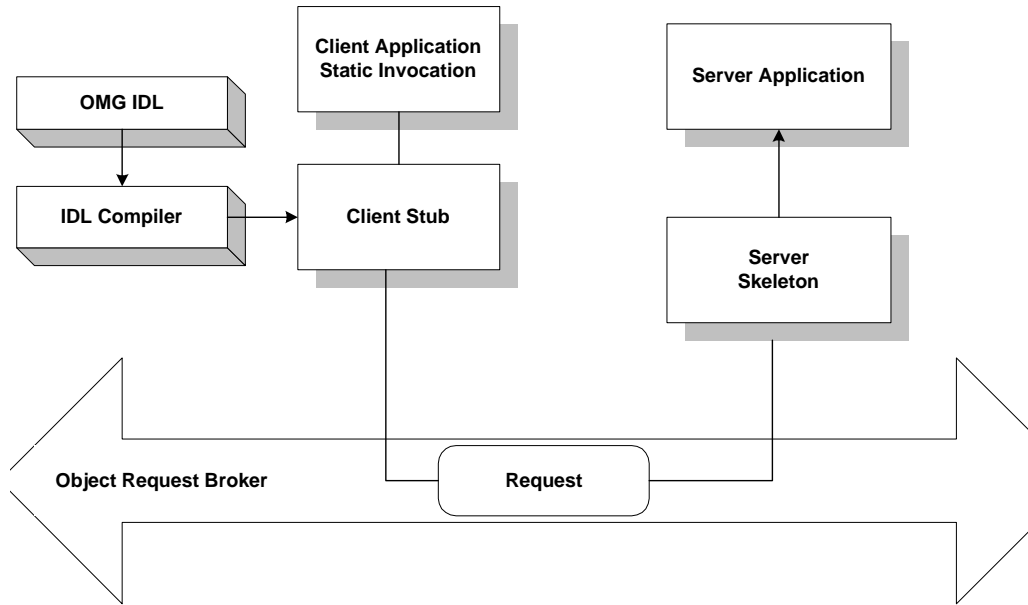 Client Application
Static Invocation
Server Application
OMG IDL
IDL Compiler
Client Stub
Server
Skeleton
Object Request Broker
Request